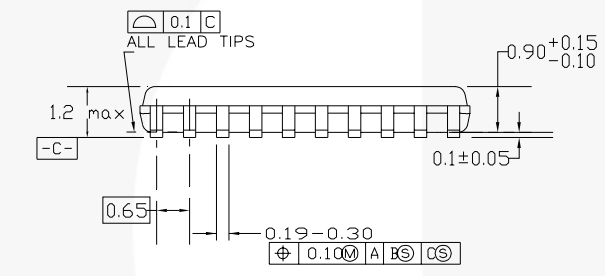 ⌓ 0.1 C
ALL LEAD TIPS
0.90 +0.15 -0.10
1.2 max
-C-
0.1±0.05
0.65
0.19-0.30
⌖ 0.10Ⓜ A BⓈ CⓈ